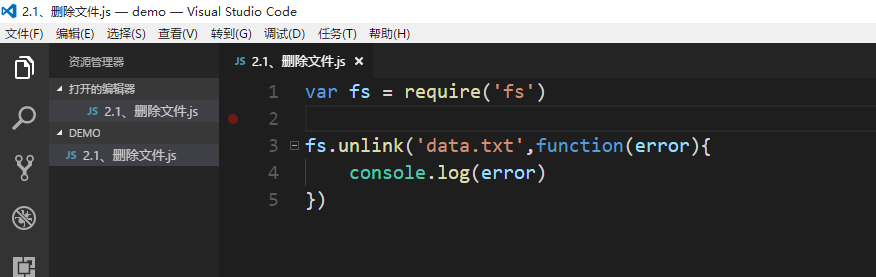 2.1、删除文件.js — demo — Visual Studio Code
文件(F) 编辑(E) 选择(S) 查看(V) 转到(G) 调试(D) 任务(T) 帮助(H)
资源管理器
打开的编辑器
JS 2.1、删除文件.js
DEMO
JS 2.1、删除文件.js
JS 2.1、删除文件.js ×
1 var fs = require('fs')
2
3 fs.unlink('data.txt',function(error){
4 console.log(error)
5 })